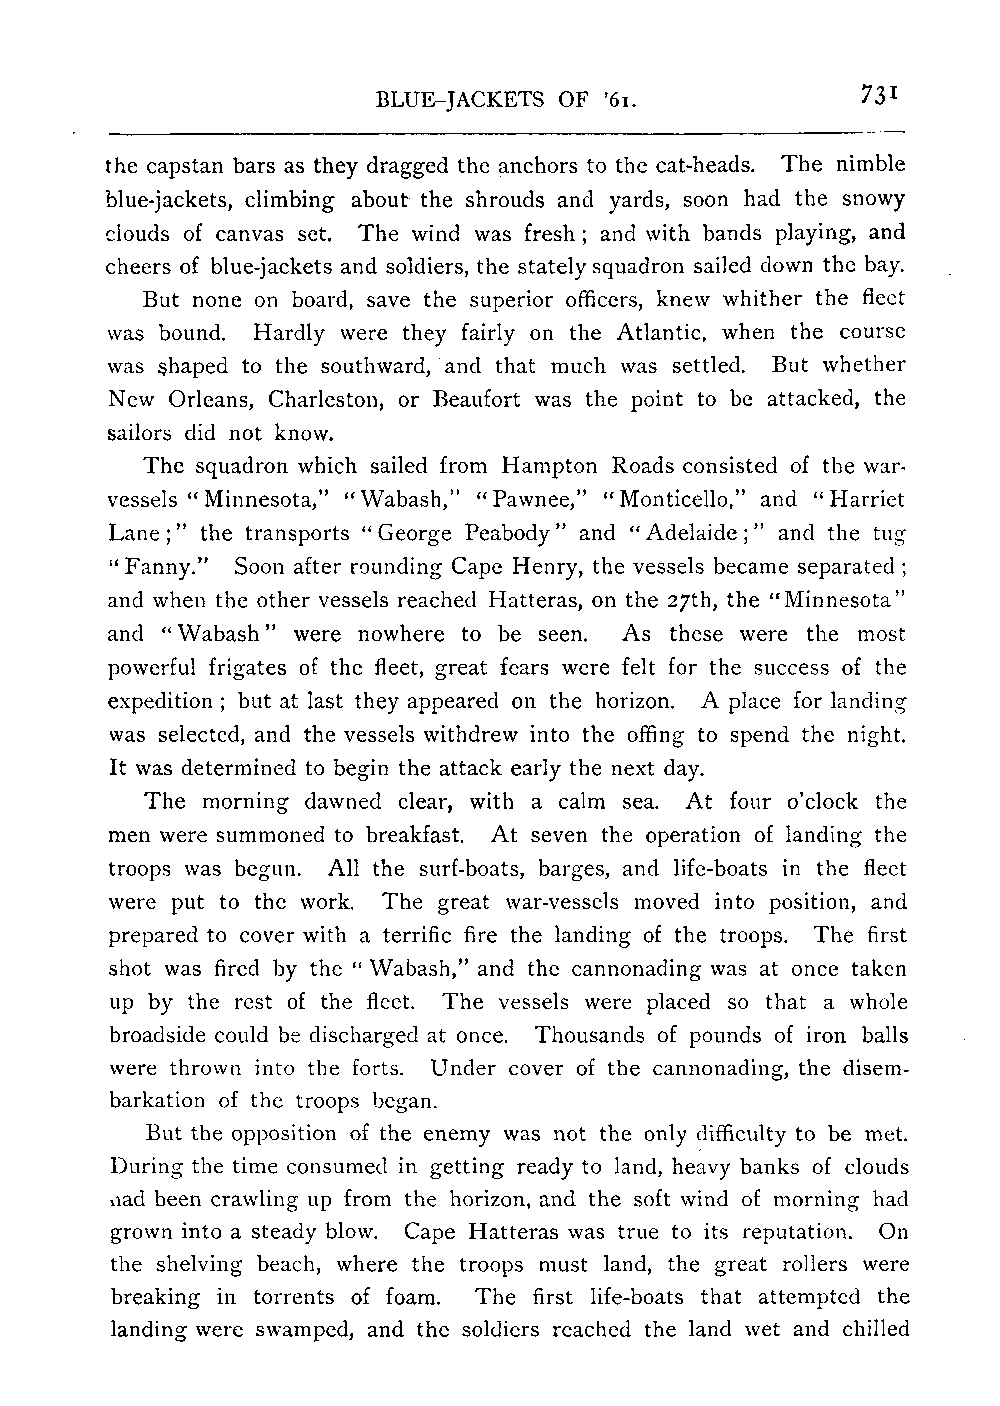 BLUE-JACKETS OF '61. 731
the capstan bars as they dragged the anchors to the cat-heads. The nimble
blue-jackets, climbing about the shrouds and yards, soon had the snowy
clouds of canvas set. The wind was fresh; and with bands playing, and
cheers of blue-jackets and soldiers, the stately squadron sailed down the bay.
But none on board, save the superior officers, knew whither the fleet
was bound. Hardly were they fairly on the Atlantic, when the course
was shaped to the southward, and that much was settled. But whether
New Orleans, Charleston, or Beaufort was the point to be attacked, the
sailors did not know.
The squadron which sailed from Hampton Roads consisted of the war-
vessels "Minnesota," "Wabash," "Pawnee," "Monticello," and "Harriet
Lane;" the transports "George Peabody" and "Adelaide;" and the tug
"Fanny." Soon after rounding Cape Henry, the vessels became separated;
and when the other vessels reached Hatteras, on the 27th, the "Minnesota"
and "Wabash" were nowhere to be seen. As these were the most
powerful frigates of the fleet, great fears were felt for the success of the
expedition; but at last they appeared on the horizon. A place for landing
was selected, and the vessels withdrew into the offing to spend the night.
It was determined to begin the attack early the next day.
The morning dawned clear, with a calm sea. At four o'clock the
men were summoned to breakfast. At seven the operation of landing the
troops was begun. All the surf-boats, barges, and life-boats in the fleet
were put to the work. The great war-vessels moved into position, and
prepared to cover with a terrific fire the landing of the troops. The first
shot was fired by the "Wabash," and the cannonading was at once taken
up by the rest of the fleet. The vessels were placed so that a whole
broadside could be discharged at once. Thousands of pounds of iron balls
were thrown into the forts. Under cover of the cannonading, the disem-
barkation of the troops began.
But the opposition of the enemy was not the only difficulty to be met.
During the time consumed in getting ready to land, heavy banks of clouds
had been crawling up from the horizon, and the soft wind of morning had
grown into a steady blow. Cape Hatteras was true to its reputation. On
the shelving beach, where the troops must land, the great rollers were
breaking in torrents of foam. The first life-boats that attempted the
landing were swamped, and the soldiers reached the land wet and chilled